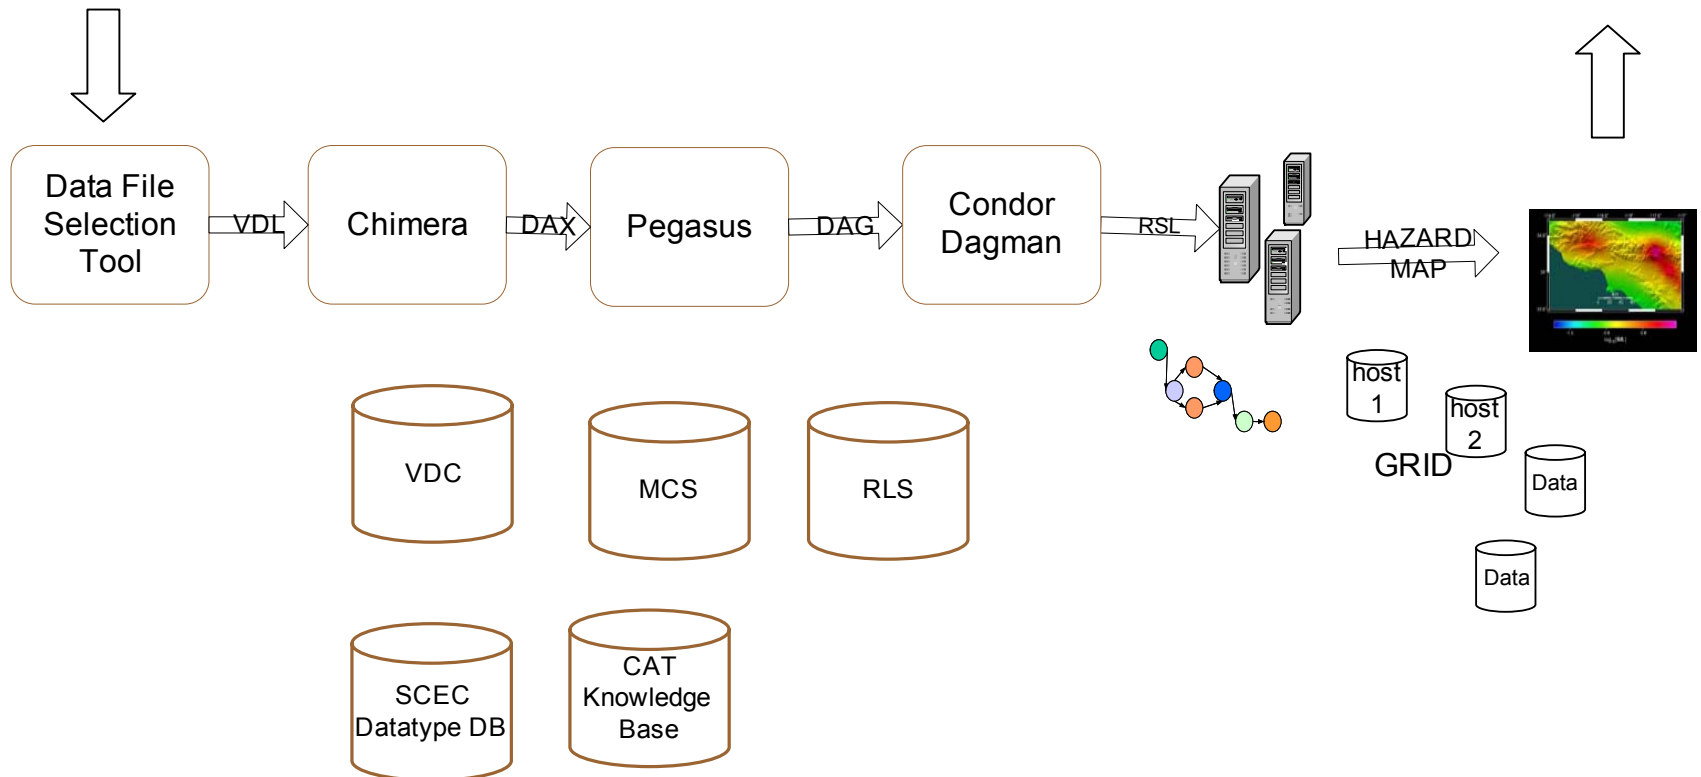 Data File
Selection
Tool
VDL
Chimera
DAX
Pegasus
DAG
Condor
Dagman
RSL
HAZARD
MAP
host
1
host
2
GRID
Data
Data
VDC
MCS
RLS
SCEC
Datatype DB
CAT
Knowledge
Base